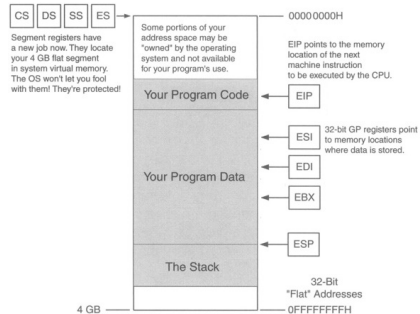 CS DS SS ES
Segment registers have
a new job now. They locate
your 4 GB flat segment
in system virtual memory.
The OS won't let you fool
with them! They're protected!
Some portions of your
address space may be
"owned" by the operating
system and not available
for your program's use.
00000000H
EIP points to the memory
location of the next
machine instruction
to be executed by the CPU.
Your Program Code
EIP
ESI
32-bit GP registers point
to memory locations
where data is stored.
EDI
Your Program Data
EBX
ESP
The Stack
32-Bit
"Flat" Addresses
4 GB
0FFFFFFFFH